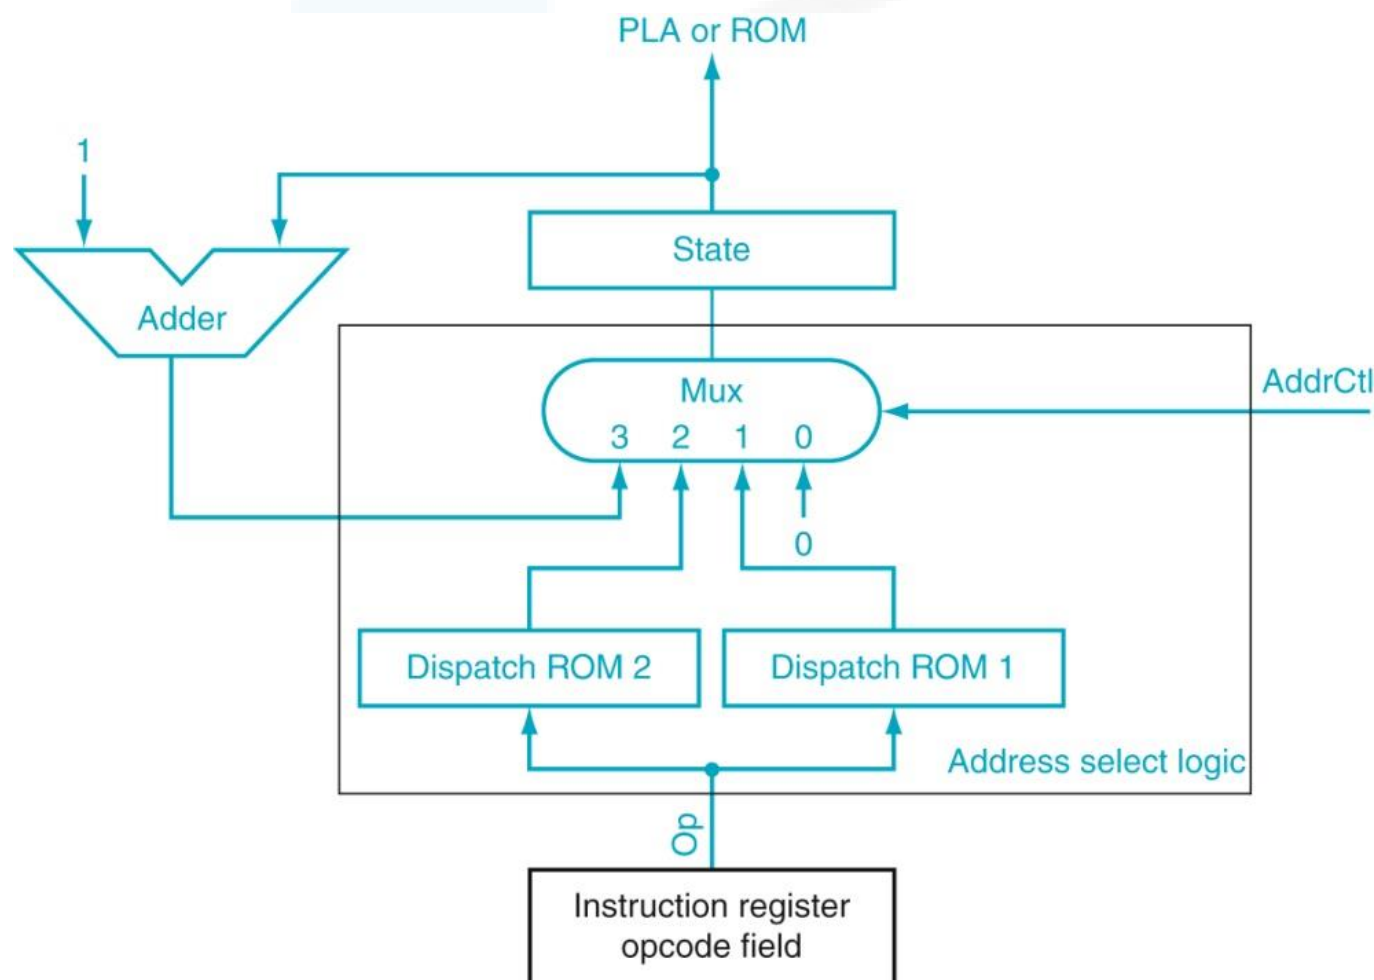 PLA or ROM
1
State
Adder
AddrCtl
Mux
3 2 1 0
0
Dispatch ROM 2
Dispatch ROM 1
Address select logic
Op
Instruction register
opcode field